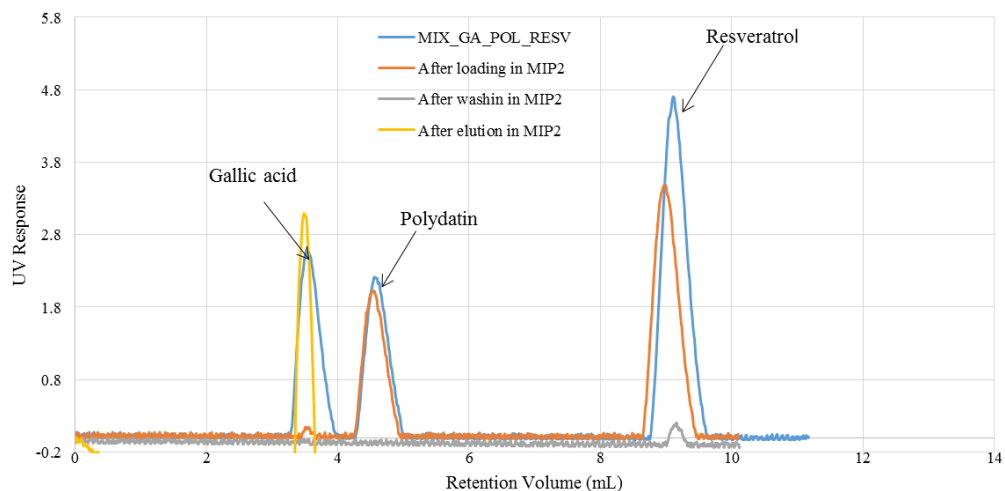 5.8
4.8
3.8
2.8
1.8
0.8
-0.2
UV Response
MIX_GA_POL_RESV
After loading in MIP2
After washin in MIP2
After elution in MIP2
Resveratrol
Gallic acid
Polydatin
0 2 4 6 8 10 12 14
Retention Volume (mL)